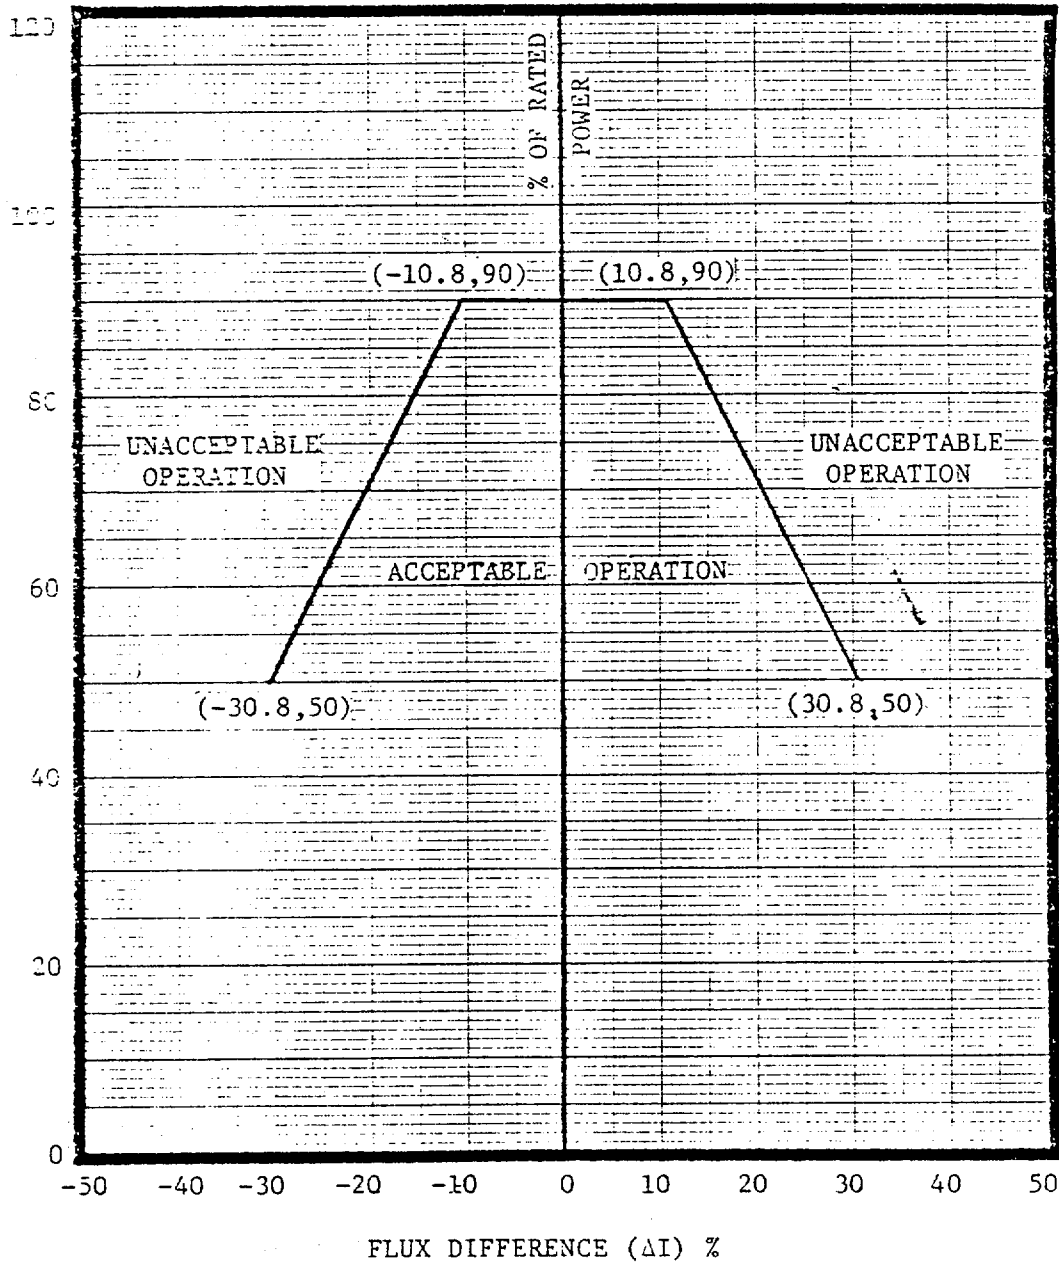 120
% OF RATED
POWER
100
(-10.8,90) (10.8,90)
80
UNACCEPTABLE
OPERATION
UNACCEPTABLE
OPERATION
60
ACCEPTABLE OPERATION
(-30.8,50) (30.8,50)
40
20
0
-50 -40 -30 -20 -10 0 10 20 30 40 50
FLUX DIFFERENCE (ΔI) %